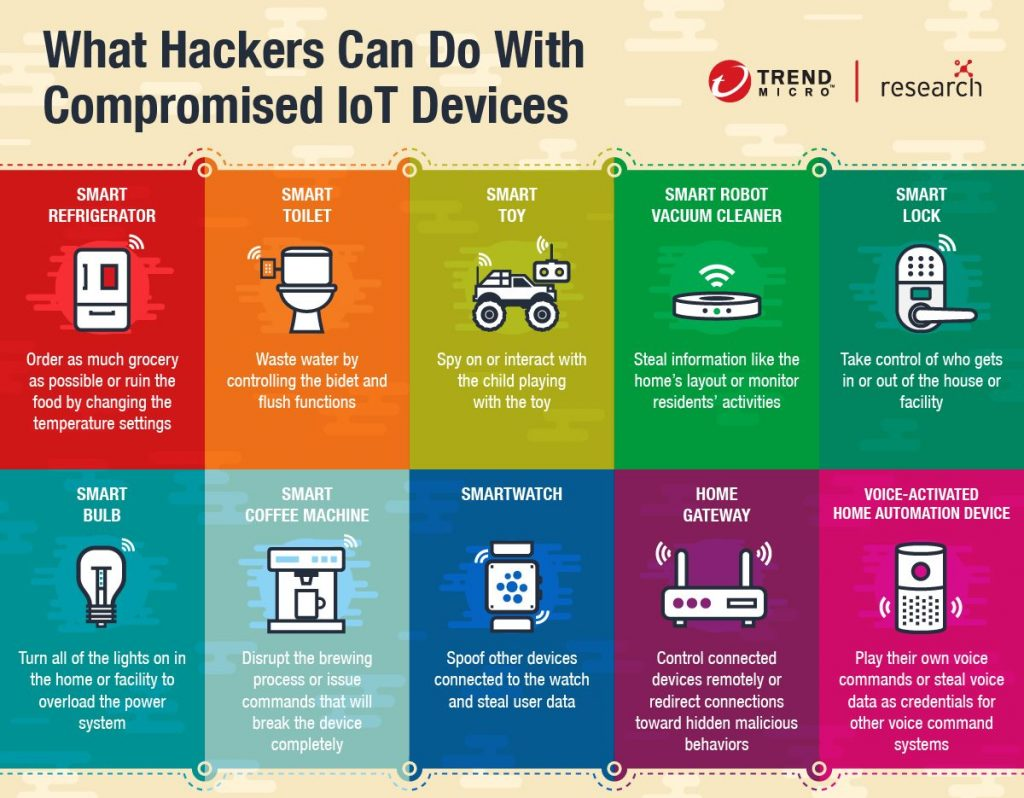 What Hackers Can Do With
Compromised IoT Devices
TREND
MICRO™
research
SMART
REFRIGERATOR
Order as much grocery
as possible or ruin the
food by changing the
temperature settings
SMART
TOILET
Waste water by
controlling the bidet and
flush functions
SMART
TOY
Spy on or interact with
the child playing
with the toy
SMART ROBOT
VACUUM CLEANER
Steal information like the
home's layout or monitor
residents' activities
SMART
LOCK
Take control of who gets
in or out of the house or
facility
SMART
BULB
Turn all of the lights on in
the home or facility to
overload the power
system
SMART
COFFEE MACHINE
Disrupt the brewing
process or issue
commands that will
break the device
completely
SMARTWATCH
Spoof other devices
connected to the watch
and steal user data
HOME
GATEWAY
Control connected
devices remotely or
redirect connections
toward hidden malicious
behaviors
VOICE-ACTIVATED
HOME AUTOMATION DEVICE
Play their own voice
commands or steal voice
data as credentials for
other voice command
systems